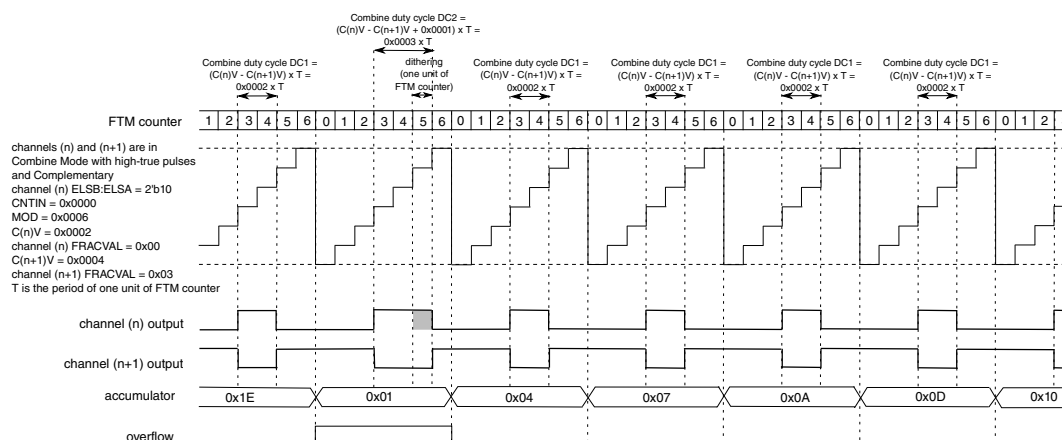 Combine duty cycle DC2 =
(C(n)V - C(n+1)V + 0x0001) x T =
0x0003 x T
Combine duty cycle DC1 =
(C(n)V - C(n+1)V) x T =
0x0002 x T
dithering
(one unit of
FTM counter)
Combine duty cycle DC1 =
(C(n)V - C(n+1)V) x T =
0x0002 x T
Combine duty cycle DC1 =
(C(n)V - C(n+1)V) x T =
0x0002 x T
Combine duty cycle DC1 =
(C(n)V - C(n+1)V) x T =
0x0002 x T
Combine duty cycle DC1 =
(C(n)V - C(n+1)V) x T =
0x0002 x T
FTM counter 1 2 3 4 5 6 0 1 2 3 4 5 6 0 1 2 3 4 5 6 0 1 2 3 4 5 6 0 1 2 3 4 5 6 0 1 2 3 4 5 6 0 1 2
channels (n) and (n+1) are in
Combine Mode with high-true pulses
and Complementary
channel (n) ELSB:ELSA = 2'b10
CNTIN = 0x0000
MOD = 0x0006
C(n)V = 0x0002
channel (n) FRACVAL = 0x00
C(n+1)V = 0x0004
channel (n+1) FRACVAL = 0x03
T is the period of one unit of FTM counter
channel (n) output
channel (n+1) output
accumulator 0x1E 0x01 0x04 0x07 0x0A 0x0D 0x10
overflow